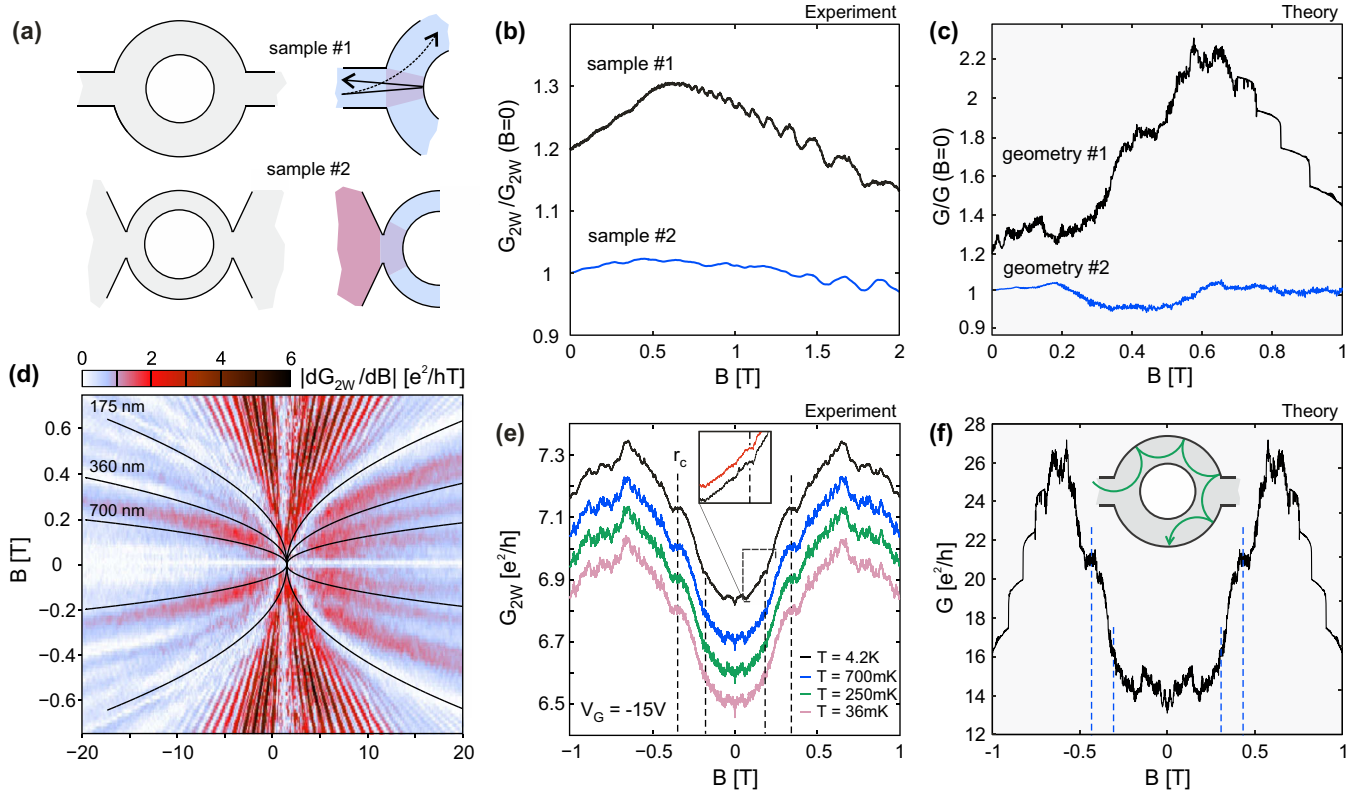 (a)
sample #1
sample #2
(b)
Experiment
G2W/G2W (B=0)
1.3
1.2
1.1
1
0.9
sample #1
sample #2
0
0.5
1
1.5
2
B [T]
(c)
Theory
G/G (B=0)
2.2
2
1.8
1.6
1.4
1.2
1
0.9
geometry #1
geometry #2
0
0.2
0.4
0.6
0.8
1
B [T]
(d)
0 2 4 6
|dG2W/dB| [e²/hT]
175 nm
360 nm
700 nm
B [T]
0.6
0.4
0.2
0
−0.2
−0.4
−0.6
−20 −10 0 10 20
(e)
Experiment
G2W [e²/h]
7.3
7.1
6.9
6.7
6.5
rc
T = 4.2K
T = 700mK
T = 250mK
T = 36mK
VG = -15V
−1 −0.5 0 0.5 1
B [T]
(f)
Theory
G [e²/h]
28
26
24
22
20
18
16
14
12
-1 -0.5 0 0.5 1
B [T]